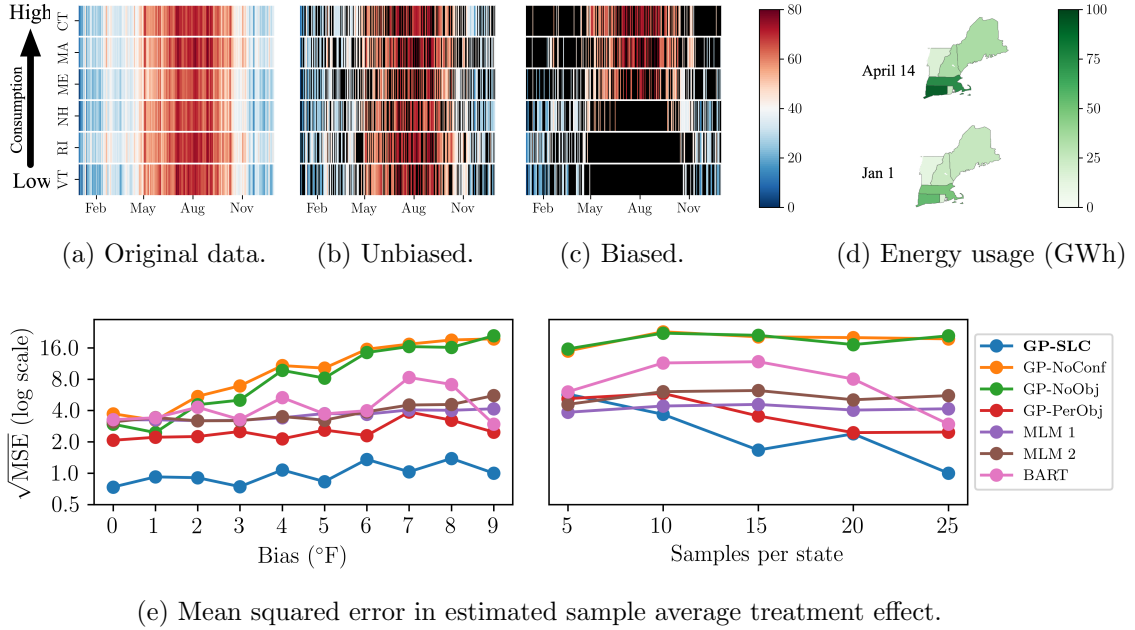 High
Consumption
Low
CT
MA
ME
NH
RI
VT
Feb May Aug Nov
Feb May Aug Nov
Feb May Aug Nov
80
60
40
20
0
April 14
Jan 1
100
75
50
25
0
(a) Original data.
(b) Unbiased.
(c) Biased.
(d) Energy usage (GWh)
√MSE (log scale)
16.0
8.0
4.0
2.0
1.0
0.5
0 1 2 3 4 5 6 7 8 9
Bias (°F)
5 10 15 20 25
Samples per state
GP-SLC
GP-NoConf
GP-NoObj
GP-PerObj
MLM 1
MLM 2
BART
(e) Mean squared error in estimated sample average treatment effect.